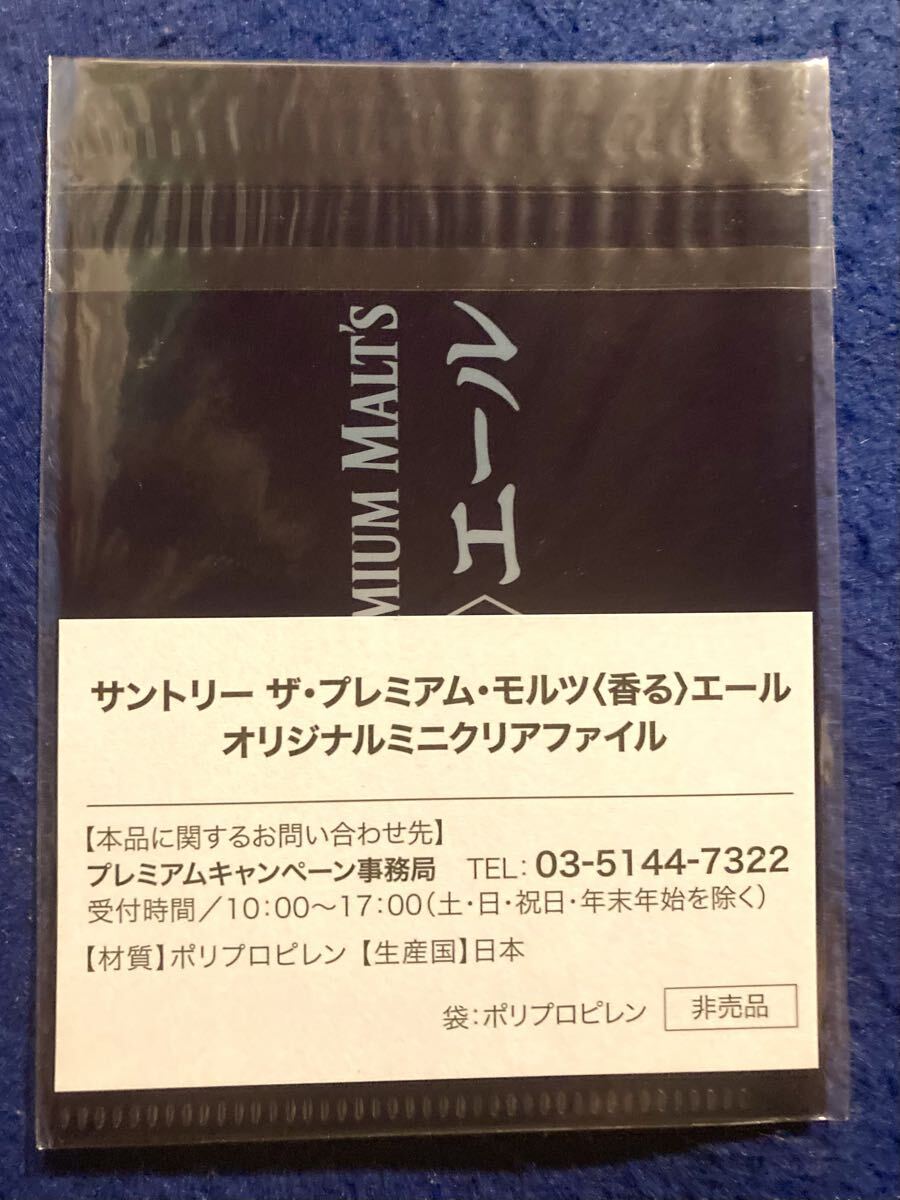 MIUM MALT'S
〉エール
サントリー ザ・プレミアム・モルツ〈香る〉エール
オリジナルミニクリアファイル
【本品に関するお問い合わせ先】
プレミアムキャンペーン事務局 TEL：03-5144-7322
受付時間／10：00〜17：00（土・日・祝日・年末年始を除く）
【材質】ポリプロピレン【生産国】日本
袋：ポリプロピレン 非売品